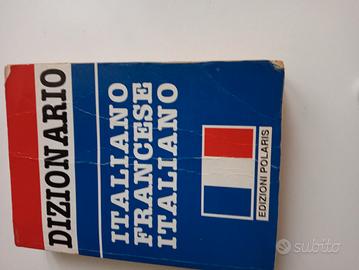 DIZIONARIO
ITALIANO
FRANCESE
ITALIANO
EDIZIONI POLARIS
subito